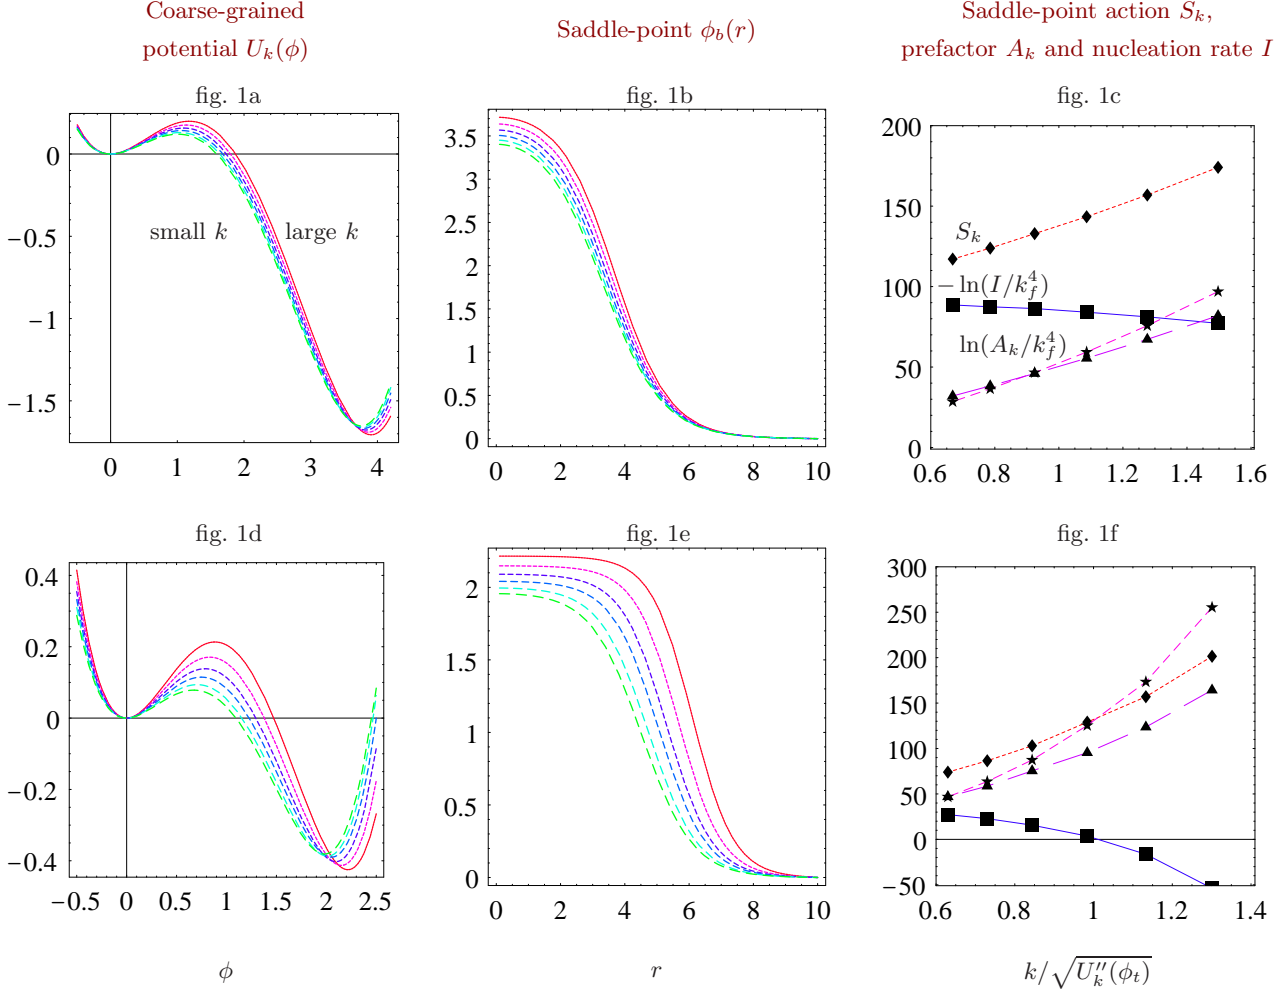 Coarse-grained
potential U_k(ϕ)
Saddle-point ϕ_b(r)
Saddle-point action S_k,
prefactor A_k and nucleation rate I
fig. 1a
0
−0.5
−1
−1.5
0 1 2 3 4
small k
large k
fig. 1b
3.5
3
2.5
2
1.5
1
0.5
0
0 2 4 6 8 10
fig. 1c
200
150
100
50
0
0.6 0.8 1 1.2 1.4 1.6
S_k
− ln(I/k_f^4)
ln(A_k/k_f^4)
fig. 1d
0.4
0.2
0
−0.2
−0.4
−0.5 0 0.5 1 1.5 2 2.5
ϕ
fig. 1e
2
1.5
1
0.5
0
0 2 4 6 8 10
r
fig. 1f
300
250
200
150
100
50
0
−50
0.6 0.8 1 1.2 1.4
k/√U_k''(ϕ_t)